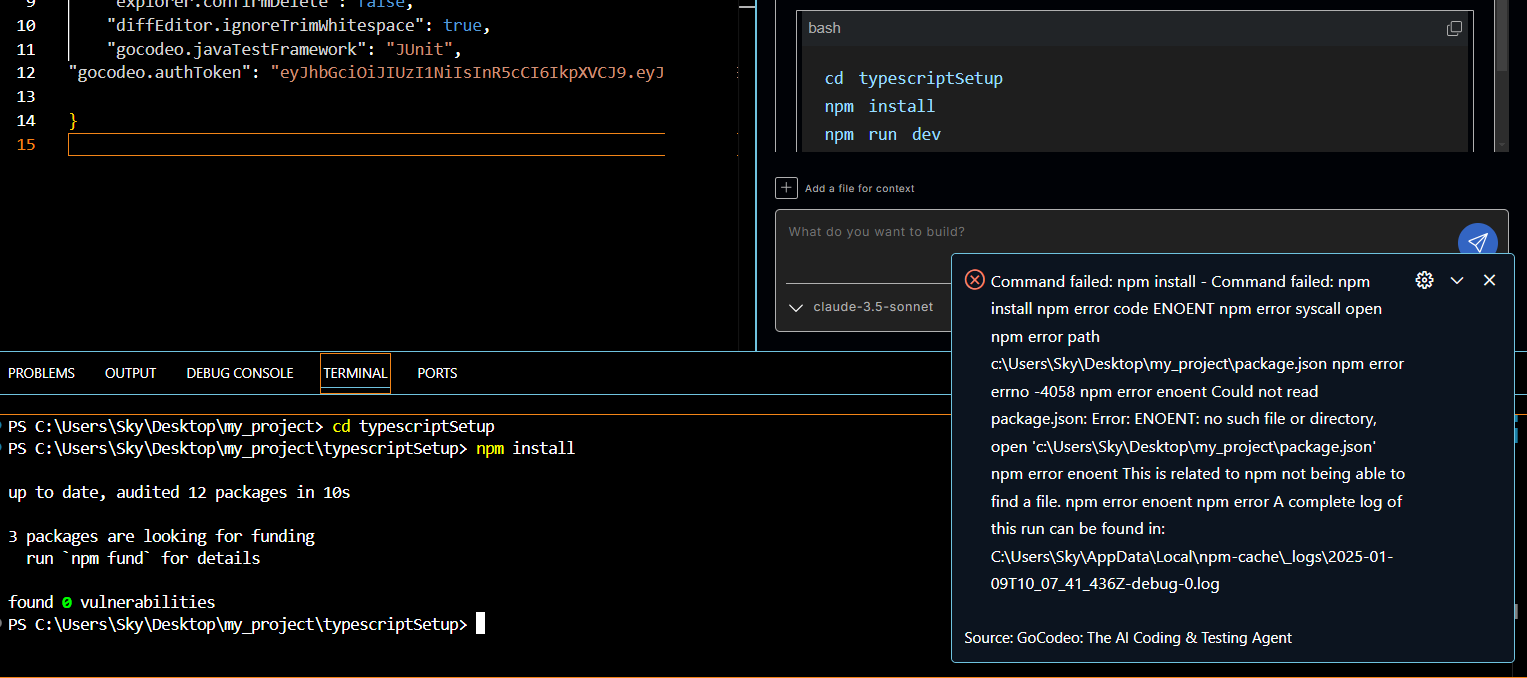 9 "explorer.confirmDelete": false,
10 "diffEditor.ignoreTrimWhitespace": true,
11 "gocodeo.javaTestFramework": "JUnit",
12 "gocodeo.authToken": "eyJhbGciOiJIUzI1NiIsInR5cCI6IkpXVCJ9.eyJ
13
14 }
15
bash
cd typescriptSetup
npm install
npm run dev
Add a file for context
What do you want to build?
claude-3.5-sonnet
PROBLEMS OUTPUT DEBUG CONSOLE TERMINAL PORTS
PS C:\Users\Sky\Desktop\my_project> cd typescriptSetup
PS C:\Users\Sky\Desktop\my_project\typescriptSetup> npm install
up to date, audited 12 packages in 10s
3 packages are looking for funding
run `npm fund` for details
found 0 vulnerabilities
PS C:\Users\Sky\Desktop\my_project\typescriptSetup>
Command failed: npm install - Command failed: npm
install npm error code ENOENT npm error syscall open
npm error path
c:\Users\Sky\Desktop\my_project\package.json npm error
errno -4058 npm error enoent Could not read
package.json: Error: ENOENT: no such file or directory,
open 'c:\Users\Sky\Desktop\my_project\package.json'
npm error enoent This is related to npm not being able to
find a file. npm error enoent npm error A complete log of
this run can be found in:
C:\Users\Sky\AppData\Local\npm-cache\_logs\2025-01-
09T10_07_41_436Z-debug-0.log
Source: GoCodeo: The AI Coding & Testing Agent